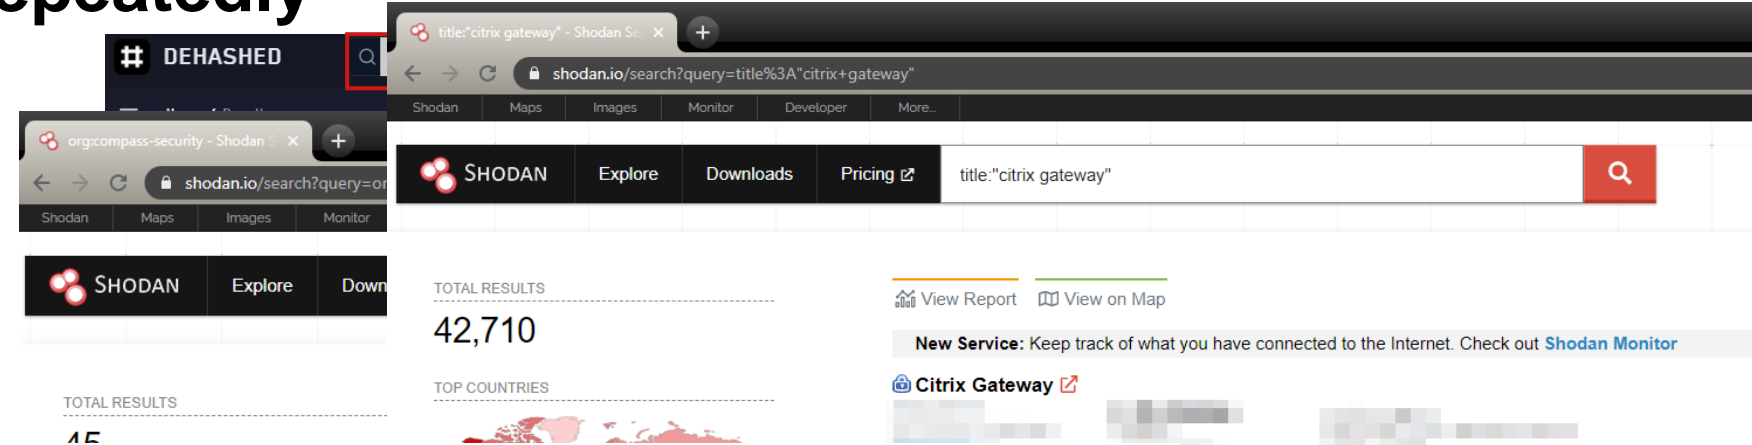 epeatedly
DEHASHED
title:"citrix gateway" - Shodan Se
shodan.io/search?query=title%3A"citrix+gateway"
Shodan Maps Images Monitor Developer More...
SHODAN Explore Downloads Pricing title:"citrix gateway"
TOTAL RESULTS
42,710
TOP COUNTRIES
View Report View on Map
New Service: Keep track of what you have connected to the Internet. Check out Shodan Monitor
Citrix Gateway
org:compass-security - Shodan S
shodan.io/search?query=or
Shodan Maps Images Monitor
SHODAN Explore Down
TOTAL RESULTS
45